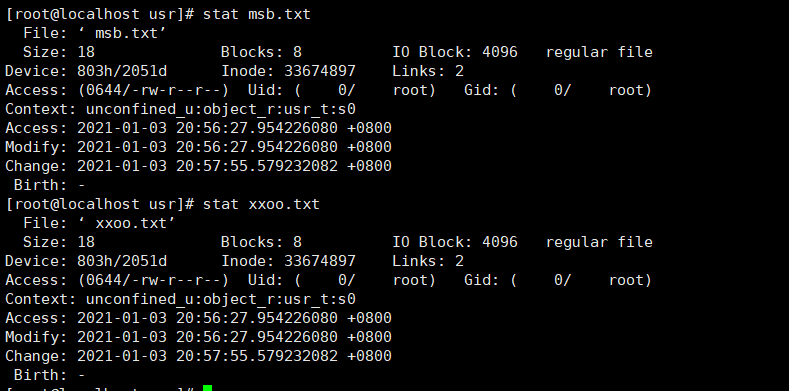 [root@localhost usr]# stat msb.txt
  File: ‘ msb.txt’
  Size: 18              Blocks: 8          IO Block: 4096   regular file
Device: 803h/2051d      Inode: 33674897    Links: 2
Access: (0644/-rw-r--r--)  Uid: (    0/    root)   Gid: (    0/    root)
Context: unconfined_u:object_r:usr_t:s0
Access: 2021-01-03 20:56:27.954226080 +0800
Modify: 2021-01-03 20:56:27.954226080 +0800
Change: 2021-01-03 20:57:55.579232082 +0800
 Birth: -
[root@localhost usr]# stat xxoo.txt
  File: ‘ xxoo.txt’
  Size: 18              Blocks: 8          IO Block: 4096   regular file
Device: 803h/2051d      Inode: 33674897    Links: 2
Access: (0644/-rw-r--r--)  Uid: (    0/    root)   Gid: (    0/    root)
Context: unconfined_u:object_r:usr_t:s0
Access: 2021-01-03 20:56:27.954226080 +0800
Modify: 2021-01-03 20:56:27.954226080 +0800
Change: 2021-01-03 20:57:55.579232082 +0800
 Birth: -
[root@localhost usr]#